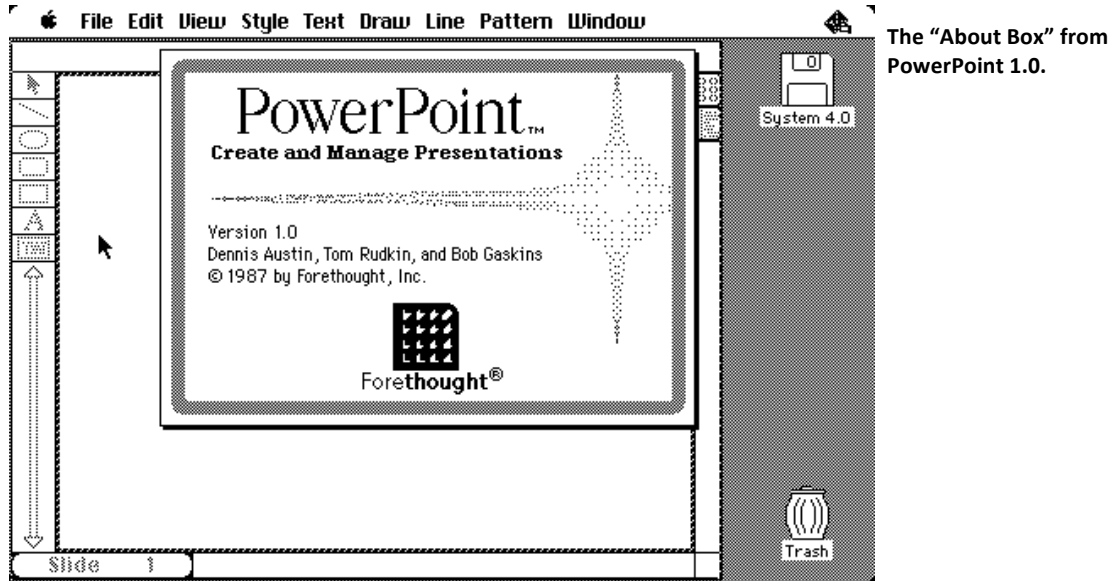 File Edit View Style Text Draw Line Pattern Window
The “About Box” from
PowerPoint 1.0.
0
System 4.0
PowerPoint™
Create and Manage Presentations
Version 1.0
Dennis Austin, Tom Rudkin, and Bob Gaskins
© 1987 by Forethought, Inc.
Forethought®
A
Slide 1
Trash